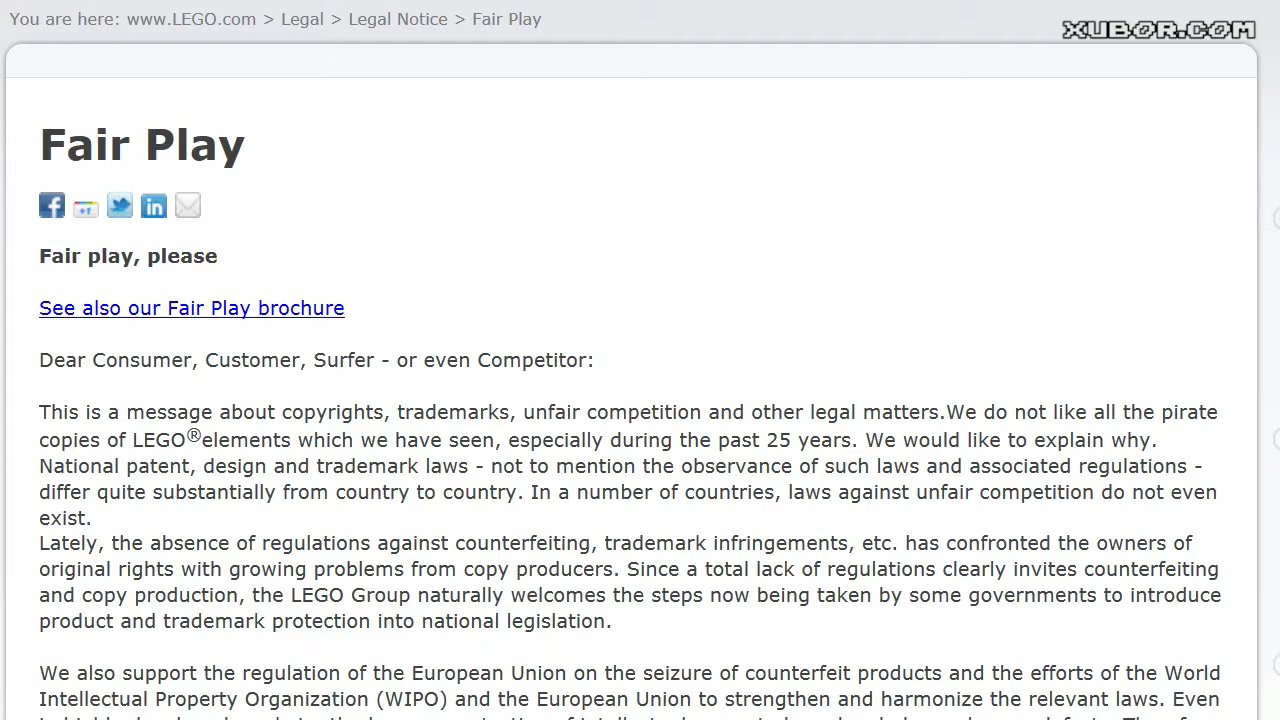 You are here: www.LEGO.com > Legal > Legal Notice > Fair Play
XUBOR.COM
Fair Play
Fair play, please
See also our Fair Play brochure
Dear Consumer, Customer, Surfer - or even Competitor:
This is a message about copyrights, trademarks, unfair competition and other legal matters.We do not like all the pirate
copies of LEGO®elements which we have seen, especially during the past 25 years. We would like to explain why.
National patent, design and trademark laws - not to mention the observance of such laws and associated regulations -
differ quite substantially from country to country. In a number of countries, laws against unfair competition do not even
exist.
Lately, the absence of regulations against counterfeiting, trademark infringements, etc. has confronted the owners of
original rights with growing problems from copy producers. Since a total lack of regulations clearly invites counterfeiting
and copy production, the LEGO Group naturally welcomes the steps now being taken by some governments to introduce
product and trademark protection into national legislation.
We also support the regulation of the European Union on the seizure of counterfeit products and the efforts of the World
Intellectual Property Organization (WIPO) and the European Union to strengthen and harmonize the relevant laws. Even